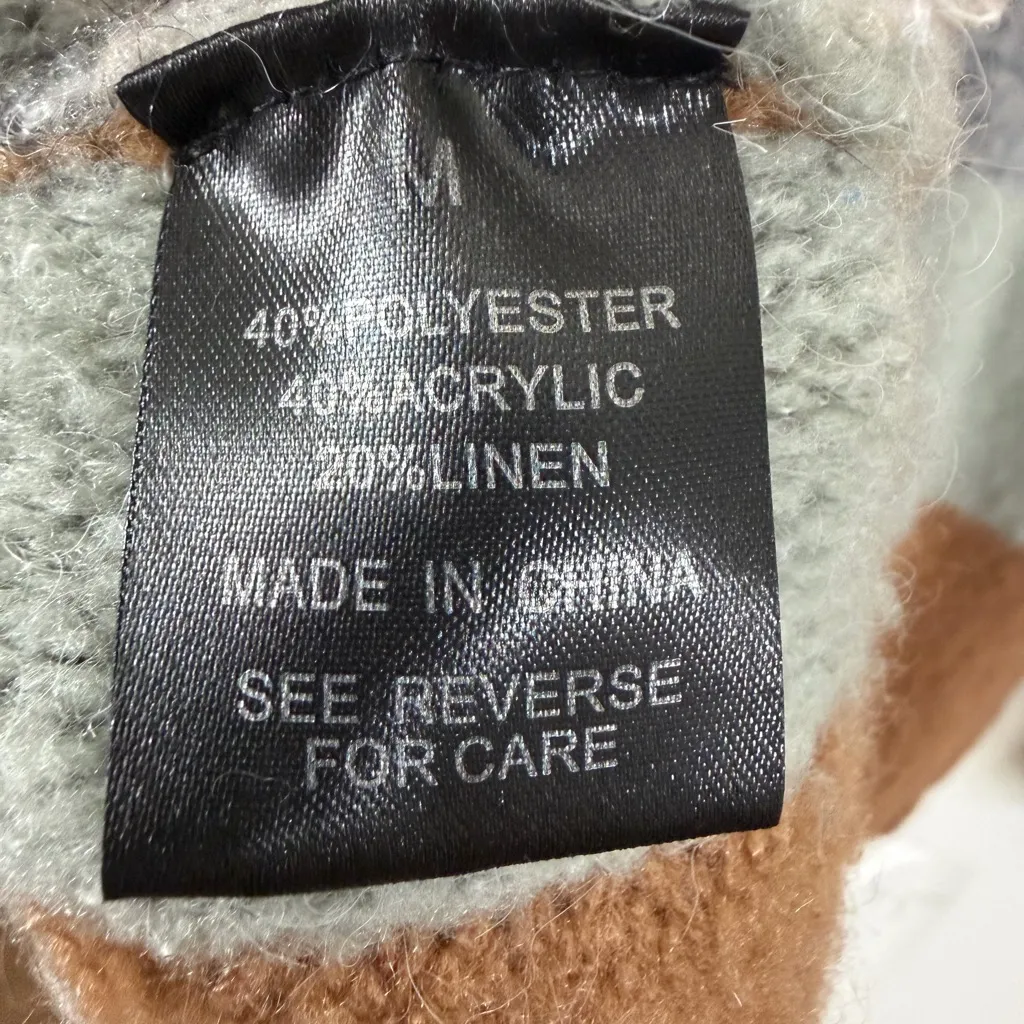 M
40%POLYESTER
40%ACRYLIC
20%LINEN
MADE IN CHINA
SEE REVERSE
FOR CARE